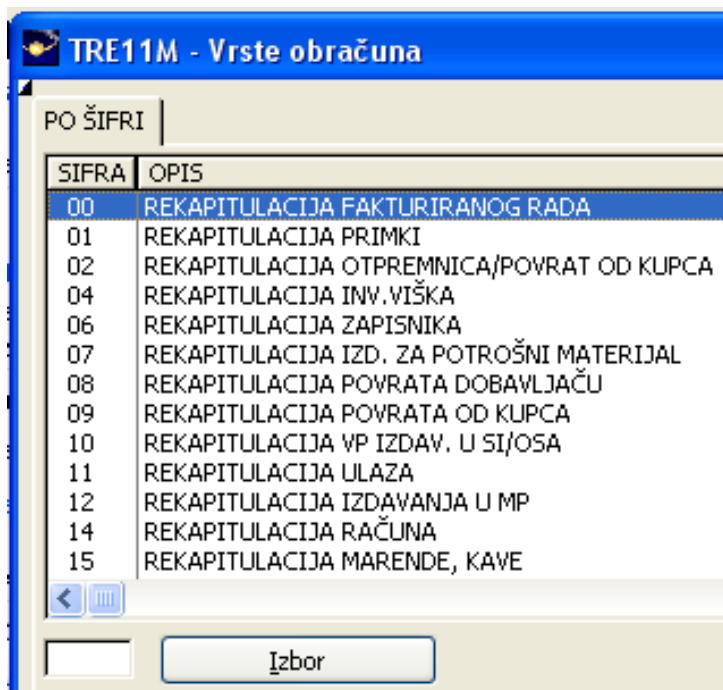 TRE11M - Vrste obračuna
PO ŠIFRI
SIFRA OPIS
00 REKAPITULACIJA FAKTURIRANOG RADA
01 REKAPITULACIJA PRIMKI
02 REKAPITULACIJA OTPREMNICA/POVRAT OD KUPCA
04 REKAPITULACIJA INV.VIŠKA
06 REKAPITULACIJA ZAPISNIKA
07 REKAPITULACIJA IZD. ZA POTROŠNI MATERIJAL
08 REKAPITULACIJA POVRATA DOBAVLJAČU
09 REKAPITULACIJA POVRATA OD KUPCA
10 REKAPITULACIJA VP IZDAV. U SI/OSA
11 REKAPITULACIJA ULAZA
12 REKAPITULACIJA IZDAVANJA U MP
14 REKAPITULACIJA RAČUNA
15 REKAPITULACIJA MARENDE, KAVE
Izbor